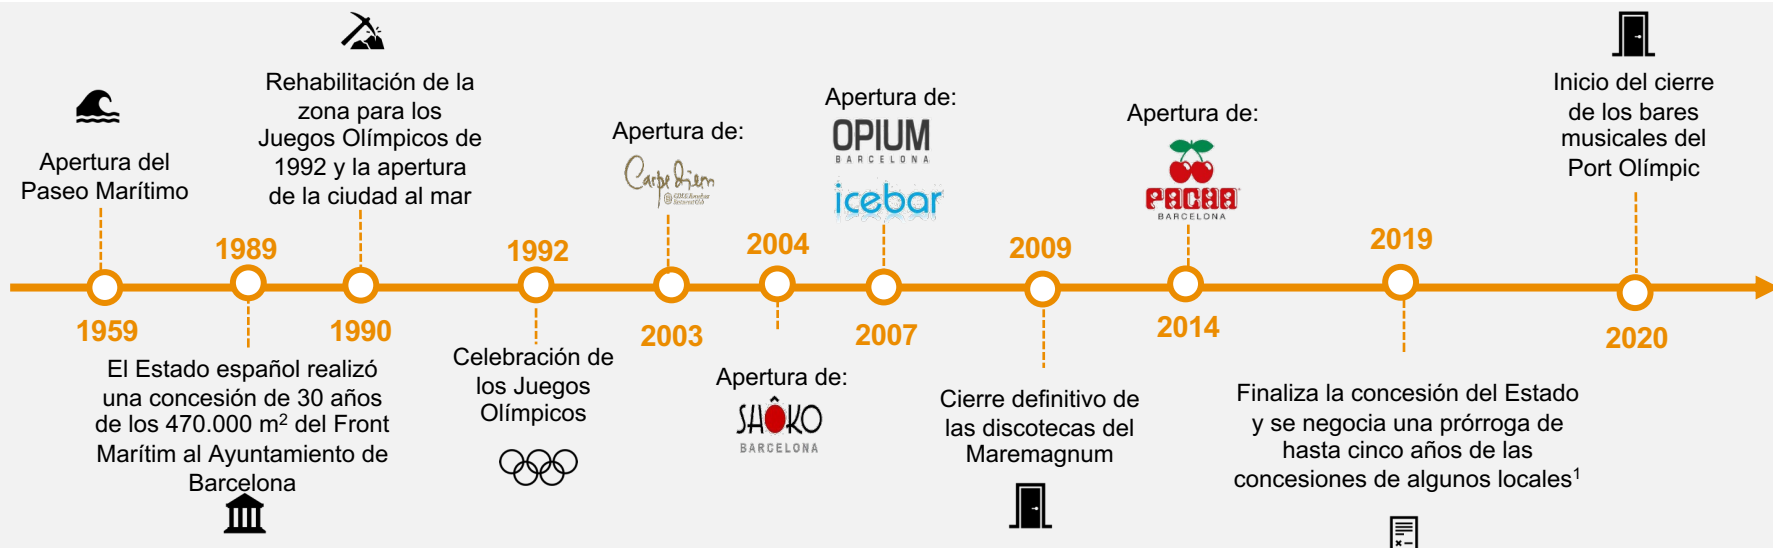 Apertura del
Paseo Marítimo
1959
1989
El Estado español realizó
una concesión de 30 años
de los 470.000 m² del Front
Marítim al Ayuntamiento de
Barcelona
Rehabilitación de la
zona para los
Juegos Olímpicos de
1992 y la apertura
de la ciudad al mar
1990
1992
Celebración de
los Juegos
Olímpicos
Apertura de:
Carpe Diem
2003
2004
Apertura de:
SHÔKO
BARCELONA
Apertura de:
OPIUM
BARCELONA
icebar
2007
2009
Cierre definitivo de
las discotecas del
Maremagnum
Apertura de:
PACHA
BARCELONA
2014
2019
Finaliza la concesión del Estado
y se negocia una prórroga de
hasta cinco años de las
concesiones de algunos locales¹
Inicio del cierre
de los bares
musicales del
Port Olímpic
2020